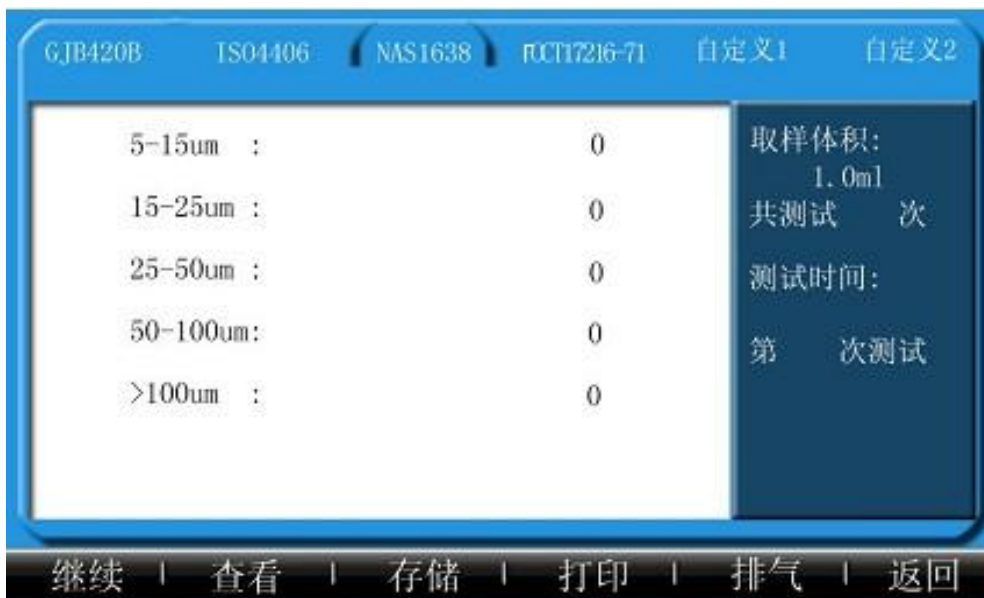 GJB420B ISO4406 NAS1638 ГОСТ17216-71 自定义1 自定义2
5-15um : 0
15-25um : 0
25-50um : 0
50-100um: 0
>100um : 0
取样体积:
1.0ml
共测试 次
测试时间:
第 次测试
继续 | 查看 | 存储 | 打印 | 排气 | 返回